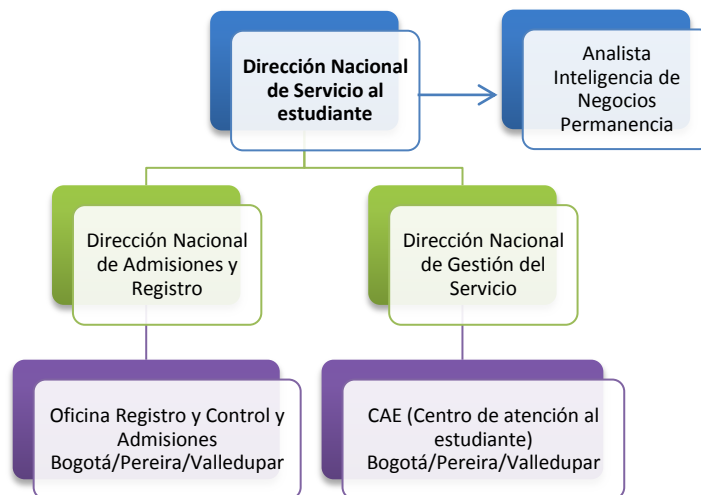 Dirección Nacional
de Servicio al
estudiante
Analista
Inteligencia de
Negocios
Permanencia
Dirección Nacional
de Admisiones y
Registro
Dirección Nacional
de Gestión del
Servicio
Oficina Registro y Control y
Admisiones
Bogotá/Pereira/Valledupar
CAE (Centro de atención al
estudiante)
Bogotá/Pereira/Valledupar